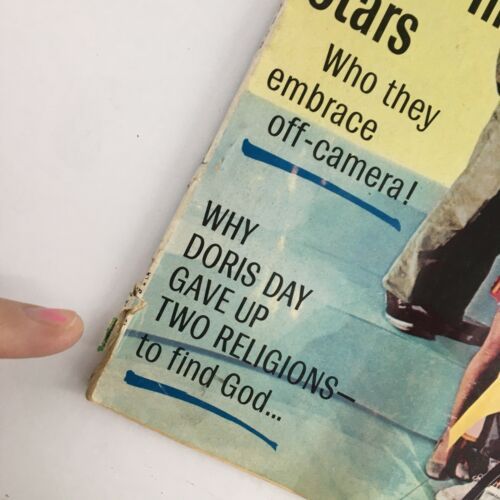 Stars
Who they
embrace
off-camera!
WHY
DORIS DAY
GAVE UP
TWO RELIGIONS—
to find God...